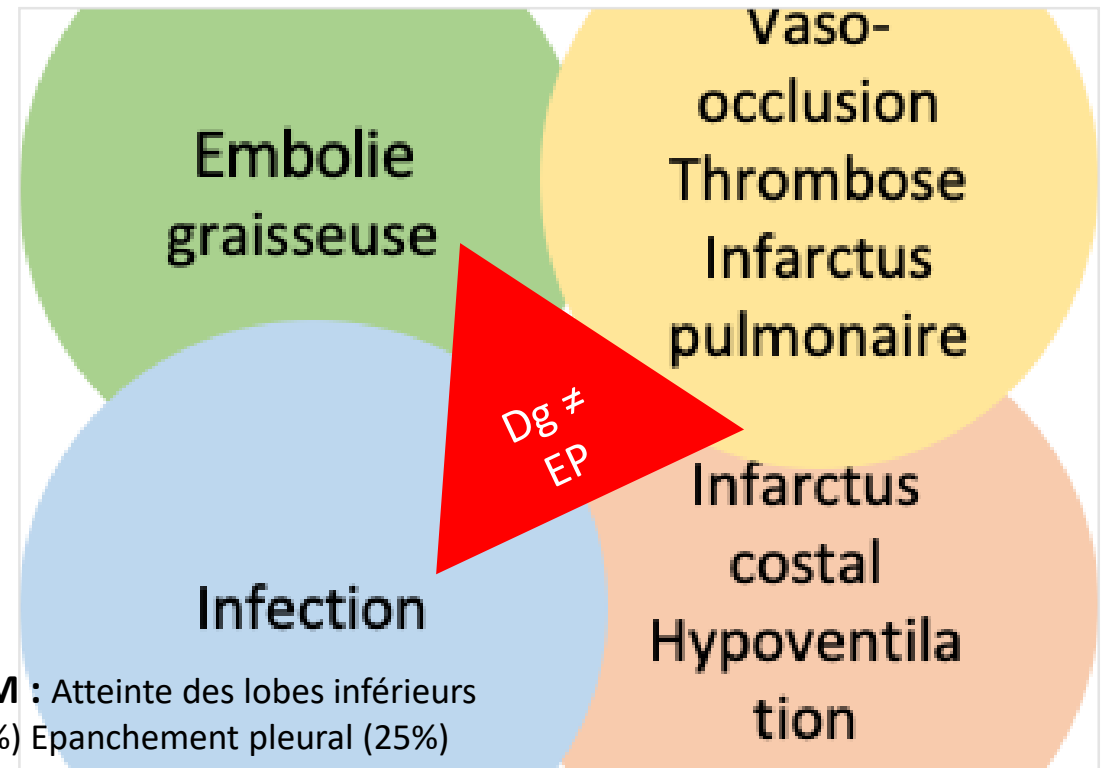 Embolie
graisseuse
Vaso-
occlusion
Thrombose
Infarctus
pulmonaire
Dg ≠
EP
Infection
Infarctus
costal
Hypoventila
tion
M : Atteinte des lobes inférieurs
%) Epanchement pleural (25%)